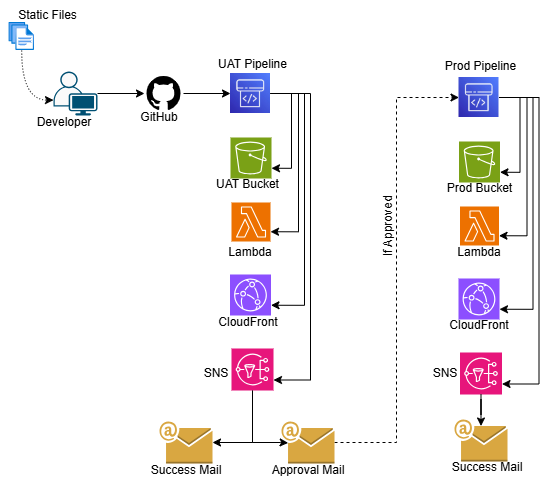 Static Files
Developer
GitHub
UAT Pipeline
UAT Bucket
Lambda
CloudFront
SNS
Success Mail
Approval Mail
If Approved
Prod Pipeline
Prod Bucket
Lambda
CloudFront
SNS
Success Mail